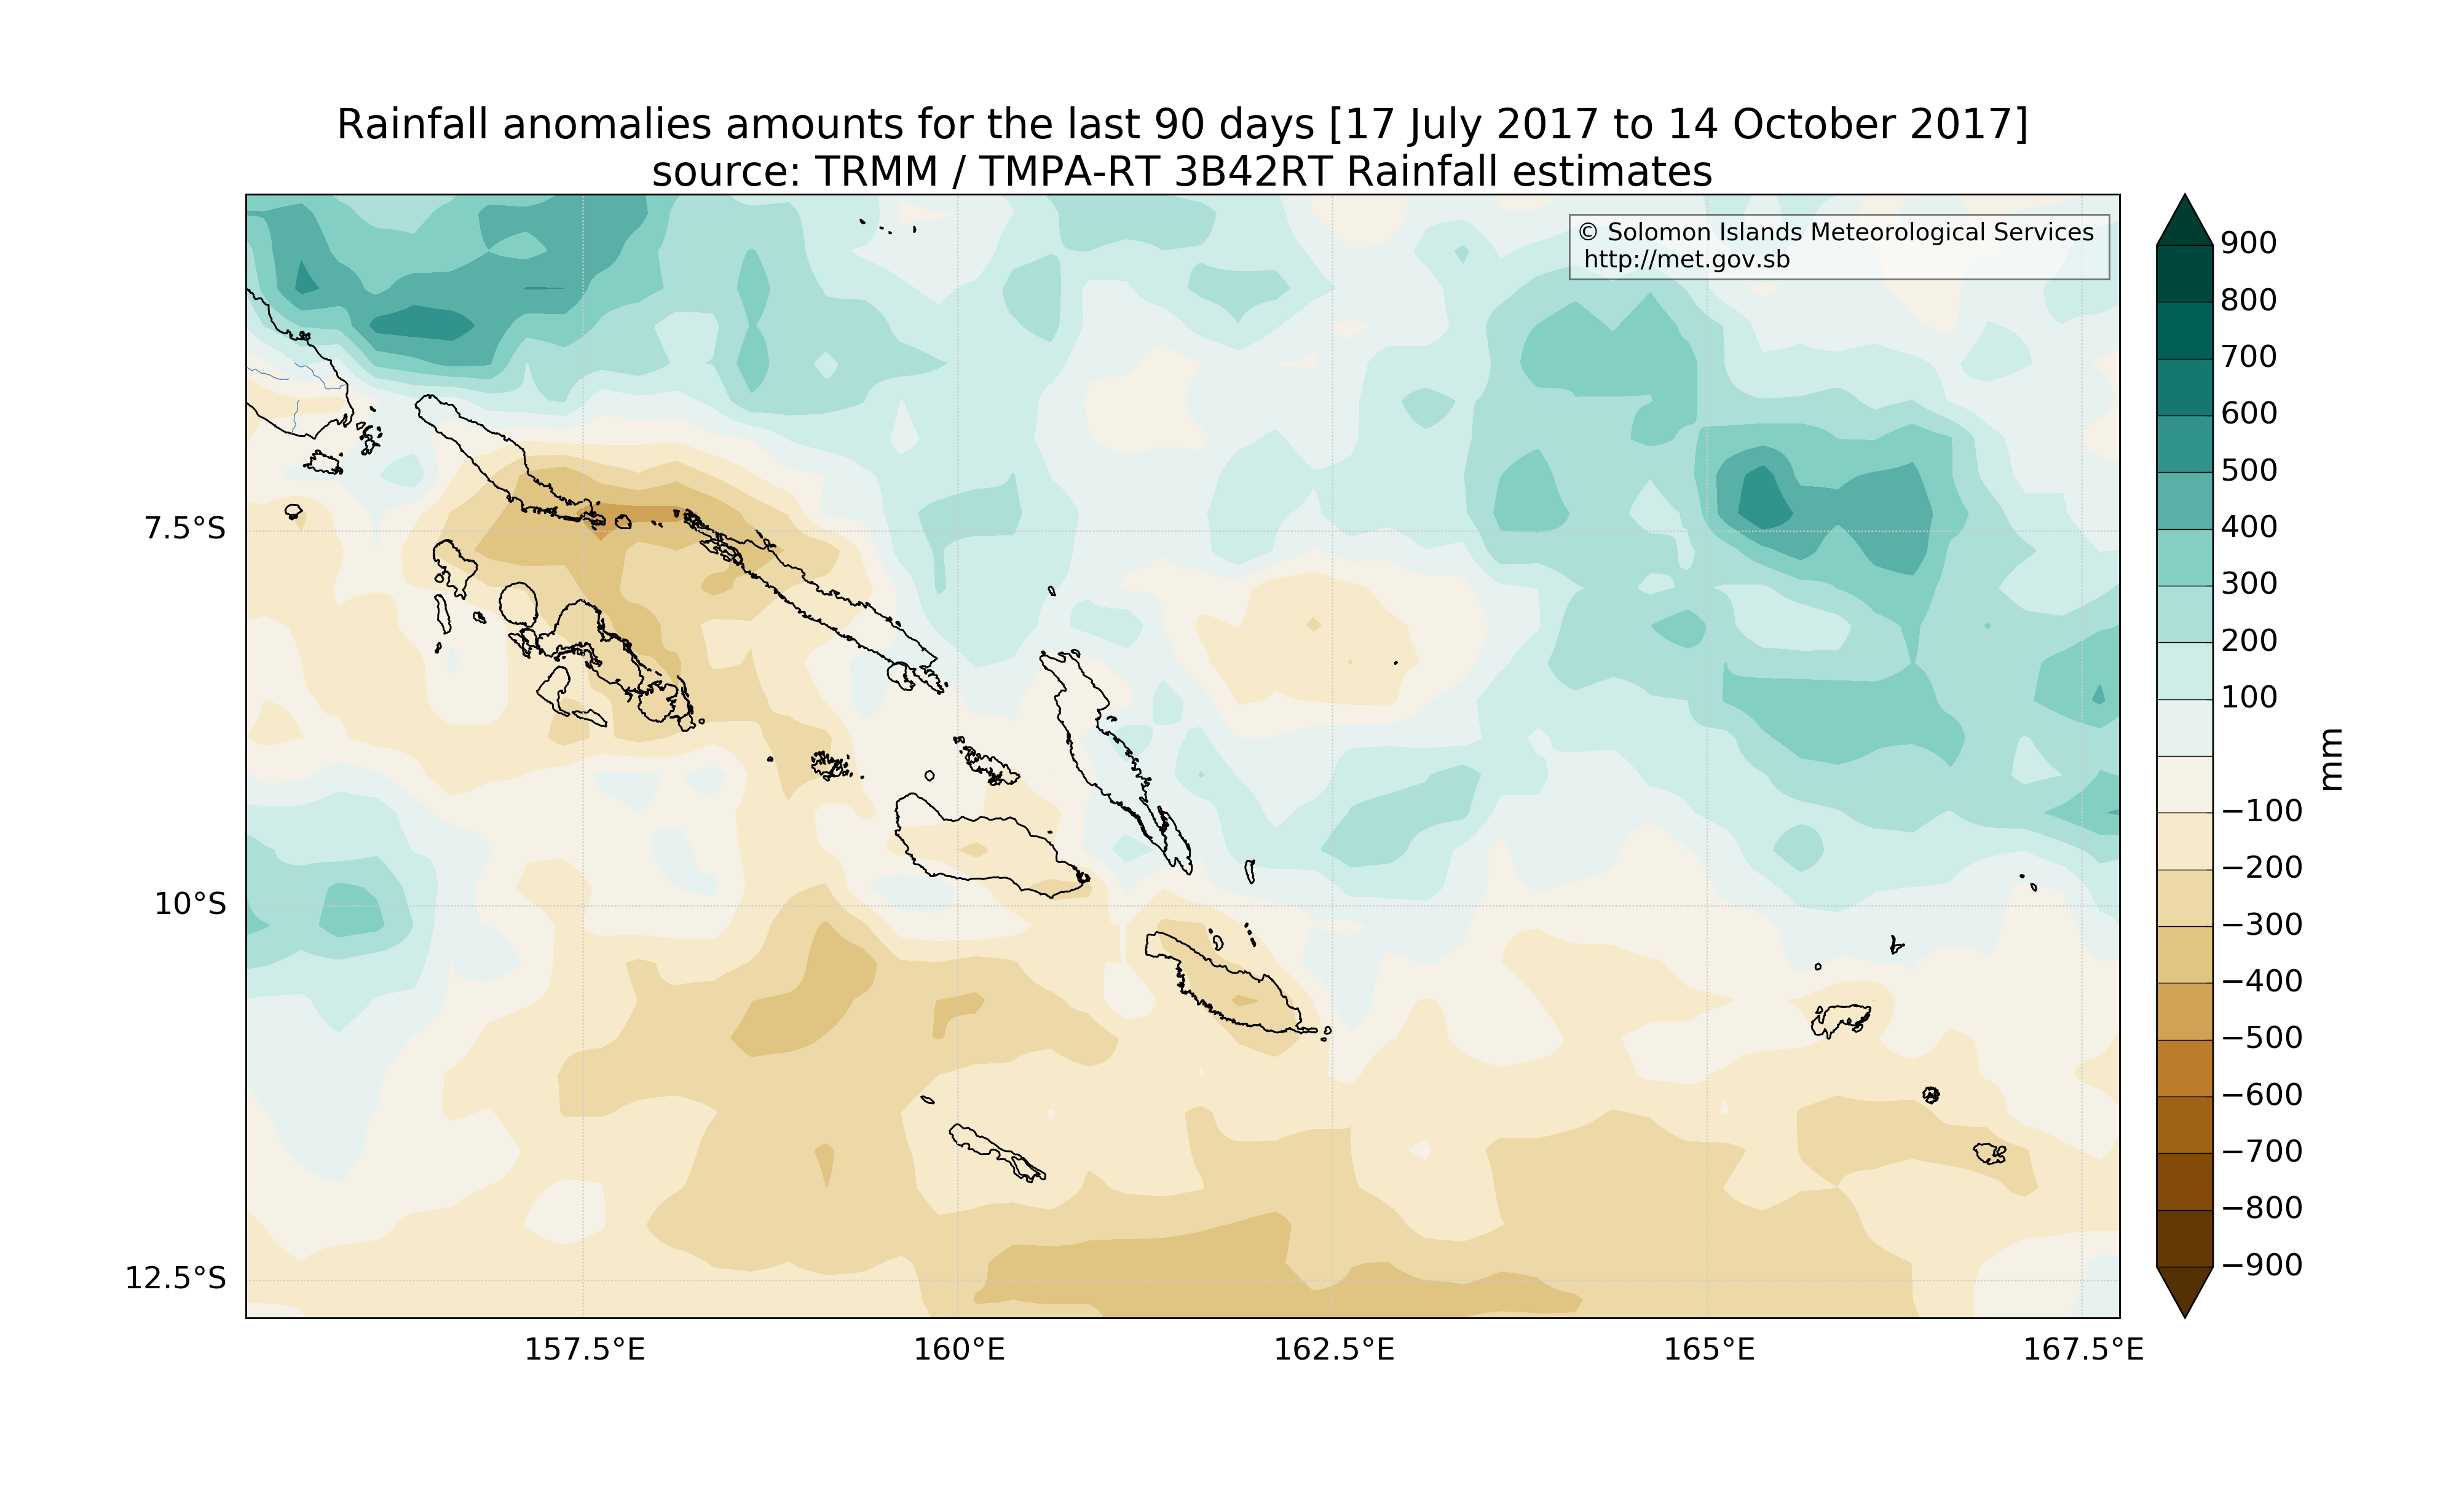 Rainfall anomalies amounts for the last 90 days [17 July 2017 to 14 October 2017]
source: TRMM / TMPA-RT 3B42RT Rainfall estimates
© Solomon Islands Meteorological Services
http://met.gov.sb
7.5°S
10°S
12.5°S
157.5°E
160°E
162.5°E
165°E
167.5°E
900
800
700
600
500
400
300
200
100
−100
−200
−300
−400
−500
−600
−700
−800
−900
mm